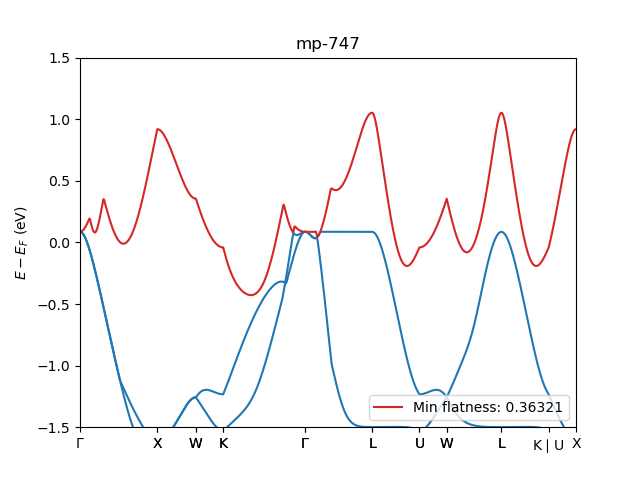 mp-747
E − E_F (eV)
1.5
1.0
0.5
0.0
−0.5
−1.0
−1.5
Min flatness: 0.36321
Γ X W K Γ L U W L K | U X